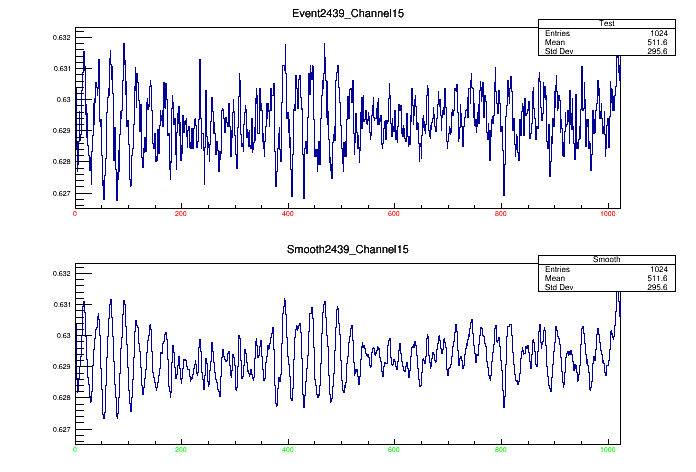 Event2439_Channel15
Test
Entries 1024
Mean 511.6
Std Dev 295.6
0.632
0.631
0.63
0.629
0.628
0.627
0 200 400 600 800 1000
Smooth2439_Channel15
Smooth
Entries 1024
Mean 511.6
Std Dev 295.6
0.632
0.631
0.63
0.629
0.628
0.627
0 200 400 600 800 1000